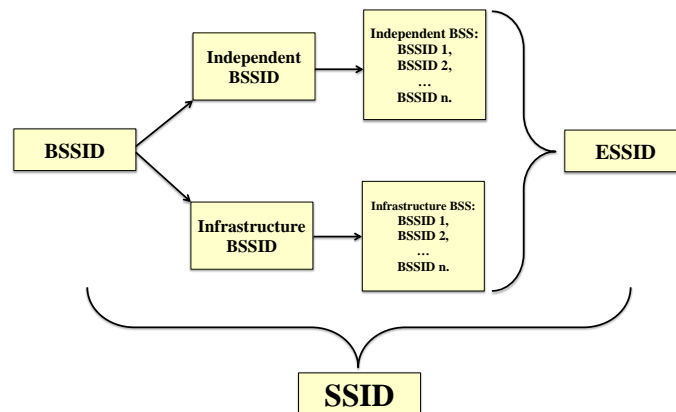 BSSID
Independent
BSSID
Independent BSS:
BSSID 1,
BSSID 2,
...
BSSID n.
Infrastructure
BSSID
Infrastructure BSS:
BSSID 1,
BSSID 2,
...
BSSID n.
ESSID
SSID